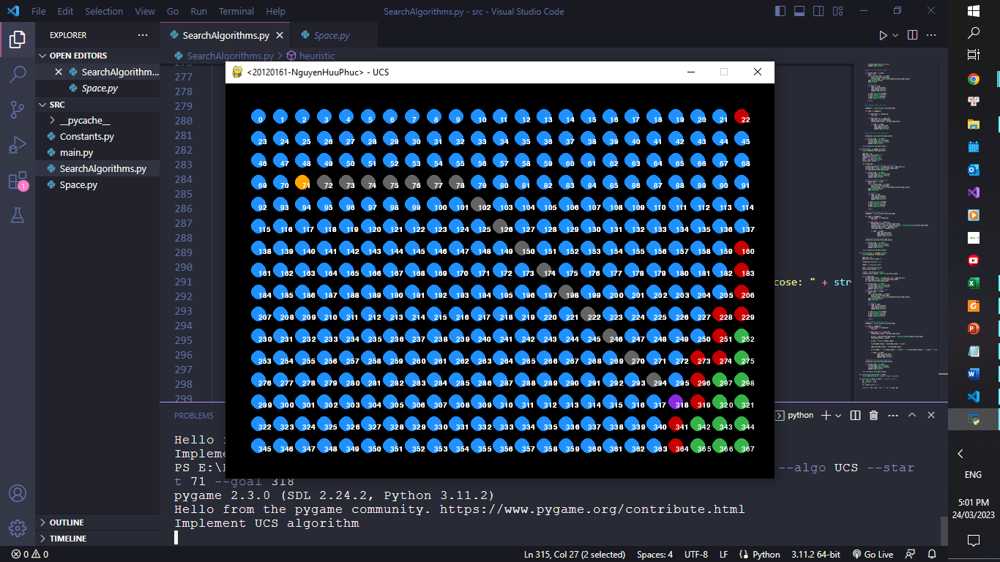 File Edit Selection View Go Run Terminal Help SearchAlgorithms.py - src - Visual Studio Code
EXPLORER
OPEN EDITORS
SearchAlgorithm...
Space.py
SRC
__pycache__
Constants.py
main.py
SearchAlgorithms.py
Space.py
1
OUTLINE
TIMELINE
SearchAlgorithms.py Space.py
SearchAlgorithms.py > heuristic
277
278
279
280
281
282
283
284
285
286
287
288
289
290
291 cose: " + str
292
293
294
295
296
297
298
299
<20120161-NguyenHuuPhuc> - UCS
0 1 2 3 4 5 6 7 8 9 10 11 12 13 14 15 16 17 18 19 20 21 22
23 24 25 26 27 28 29 30 31 32 33 34 35 36 37 38 39 40 41 42 43 44 45
46 47 48 49 50 51 52 53 54 55 56 57 58 59 60 61 62 63 64 65 66 67 68
69 70 71 72 73 74 75 76 77 78 79 80 81 82 83 84 85 86 87 88 89 90 91
92 93 94 95 96 97 98 99 100 101 102 103 104 105 106 107 108 109 110 111 112 113 114
115 116 117 118 119 120 121 122 123 124 125 126 127 128 129 130 131 132 133 134 135 136 137
138 139 140 141 142 143 144 145 146 147 148 149 150 151 152 153 154 155 156 157 158 159 160
161 162 163 164 165 166 167 168 169 170 171 172 173 174 175 176 177 178 179 180 181 182 183
184 185 186 187 188 189 190 191 192 193 194 195 196 197 198 199 200 201 202 203 204 205 206
207 208 209 210 211 212 213 214 215 216 217 218 219 220 221 222 223 224 225 226 227 228 229
230 231 232 233 234 235 236 237 238 239 240 241 242 243 244 245 246 247 248 249 250 251 252
253 254 255 256 257 258 259 260 261 262 263 264 265 266 267 268 269 270 271 272 273 274 275
276 277 278 279 280 281 282 283 284 285 286 287 288 289 290 291 292 293 294 295 296 297 298
299 300 301 302 303 304 305 306 307 308 309 310 311 312 313 314 315 316 317 318 319 320 321
322 323 324 325 326 327 328 329 330 331 332 333 334 335 336 337 338 339 340 341 342 343 344
345 346 347 348 349 350 351 352 353 354 355 356 357 358 359 360 361 362 363 364 365 366 367
PROBLEMS python
Hello
Impleme
PS E:\ --algo UCS --star
t 71 --goal 318
pygame 2.3.0 (SDL 2.24.2, Python 3.11.2)
Hello from the pygame community. https://www.pygame.org/contribute.html
Implement UCS algorithm
0 0 Ln 315, Col 27 (2 selected) Spaces: 4 UTF-8 LF Python 3.11.2 64-bit Go Live
ENG
5:01 PM
24/03/2023